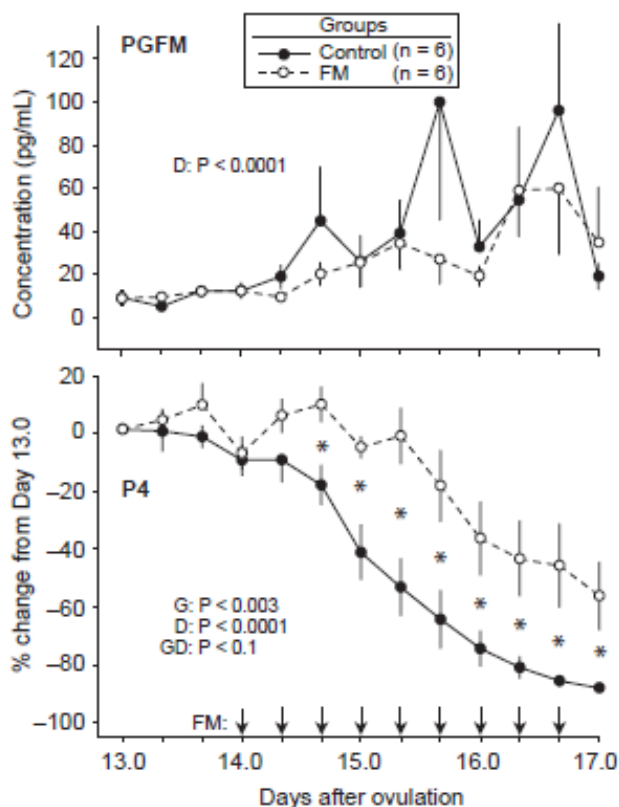 Groups
Control (n = 6)
FM (n = 6)
PGFM
120
100
80
60
40
20
0
Concentration (pg/mL)
D: P < 0.0001
20
0
–20
–40
–60
–80
–100
% change from Day 13.0
P4
*
*
*
*
*
*
*
*
*
G: P < 0.003
D: P < 0.0001
GD: P < 0.1
FM:
13.0 14.0 15.0 16.0 17.0
Days after ovulation